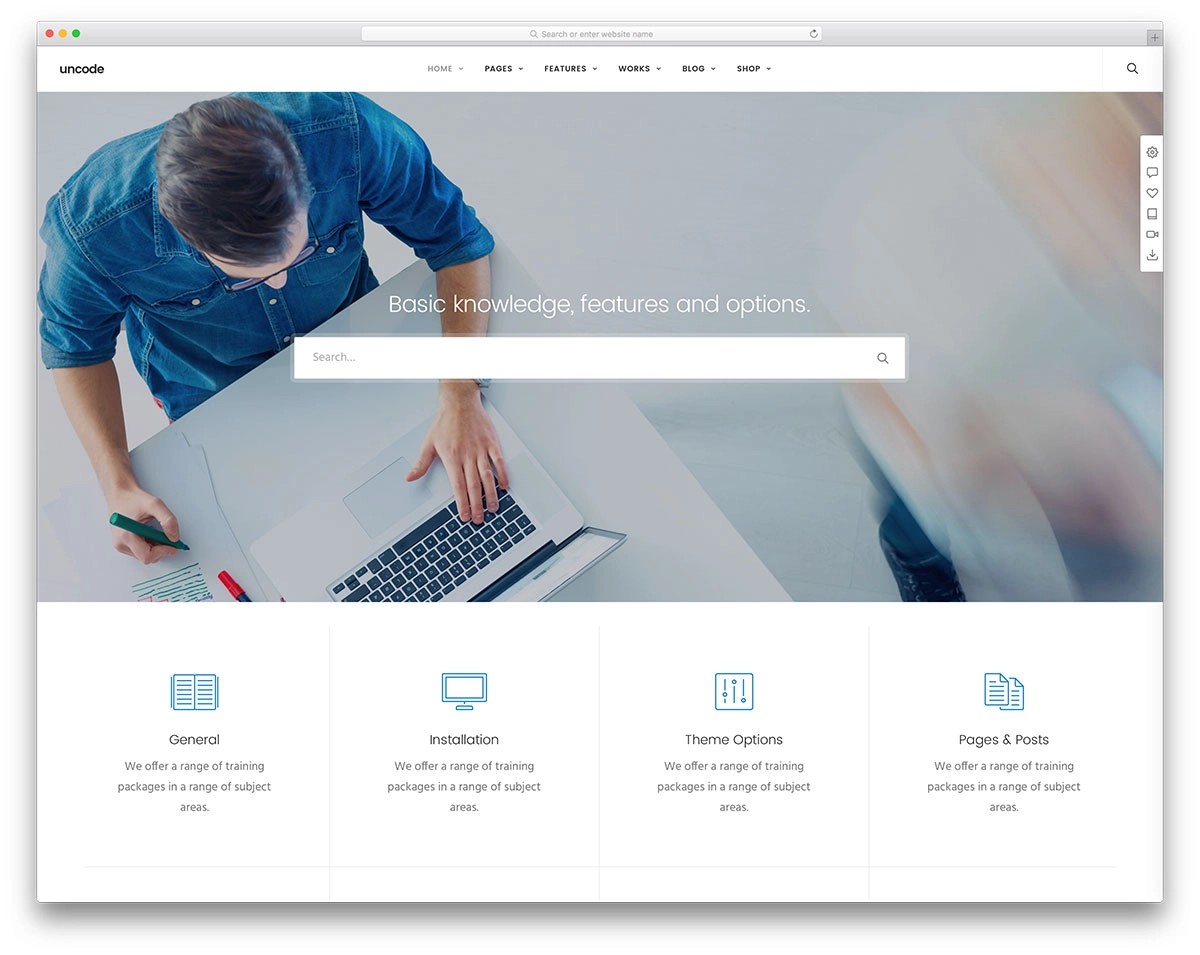 Search or enter website name
uncode
HOME PAGES FEATURES WORKS BLOG SHOP
Basic knowledge, features and options.
Search...
General
We offer a range of training
packages in a range of subject
areas.
Installation
We offer a range of training
packages in a range of subject
areas.
Theme Options
We offer a range of training
packages in a range of subject
areas.
Pages & Posts
We offer a range of training
packages in a range of subject
areas.